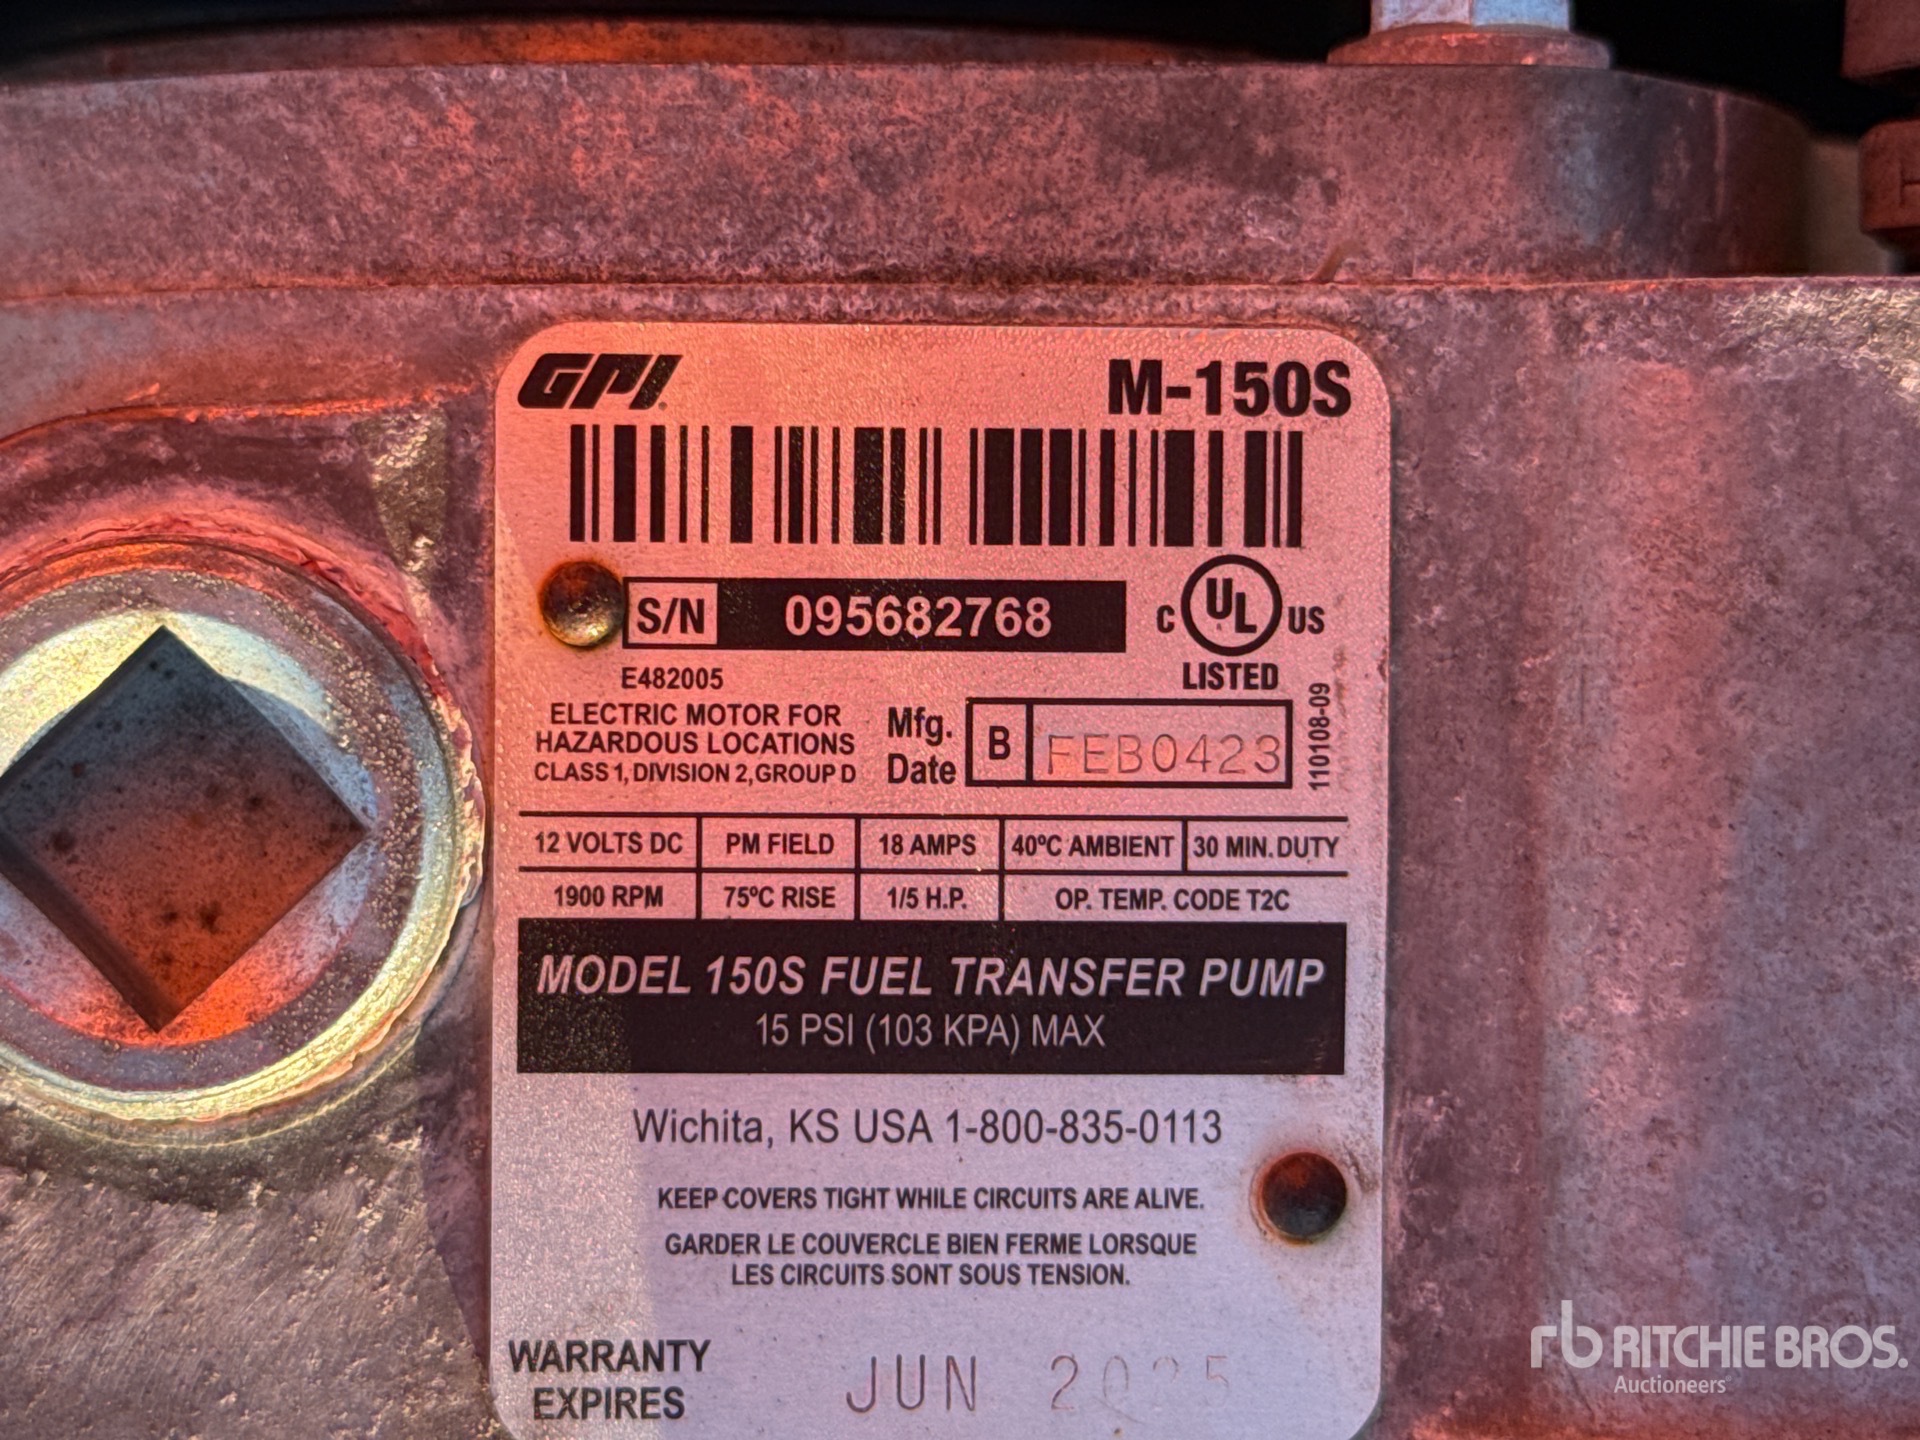 GPI
M-150S
S/N 095682768
C UL US
LISTED
E482005
ELECTRIC MOTOR FOR
HAZARDOUS LOCATIONS
CLASS 1, DIVISION 2, GROUP D
Mfg.
Date
B FEB0423
110108-09
12 VOLTS DC PM FIELD 18 AMPS 40ºC AMBIENT 30 MIN. DUTY
1900 RPM 75ºC RISE 1/5 H.P. OP. TEMP. CODE T2C
MODEL 150S FUEL TRANSFER PUMP
15 PSI (103 KPA) MAX
Wichita, KS USA 1-800-835-0113
KEEP COVERS TIGHT WHILE CIRCUITS ARE ALIVE.
GARDER LE COUVERCLE BIEN FERME LORSQUE
LES CIRCUITS SONT SOUS TENSION.
WARRANTY
EXPIRES
JUN 2025
rb RITCHIE BROS.
Auctioneers